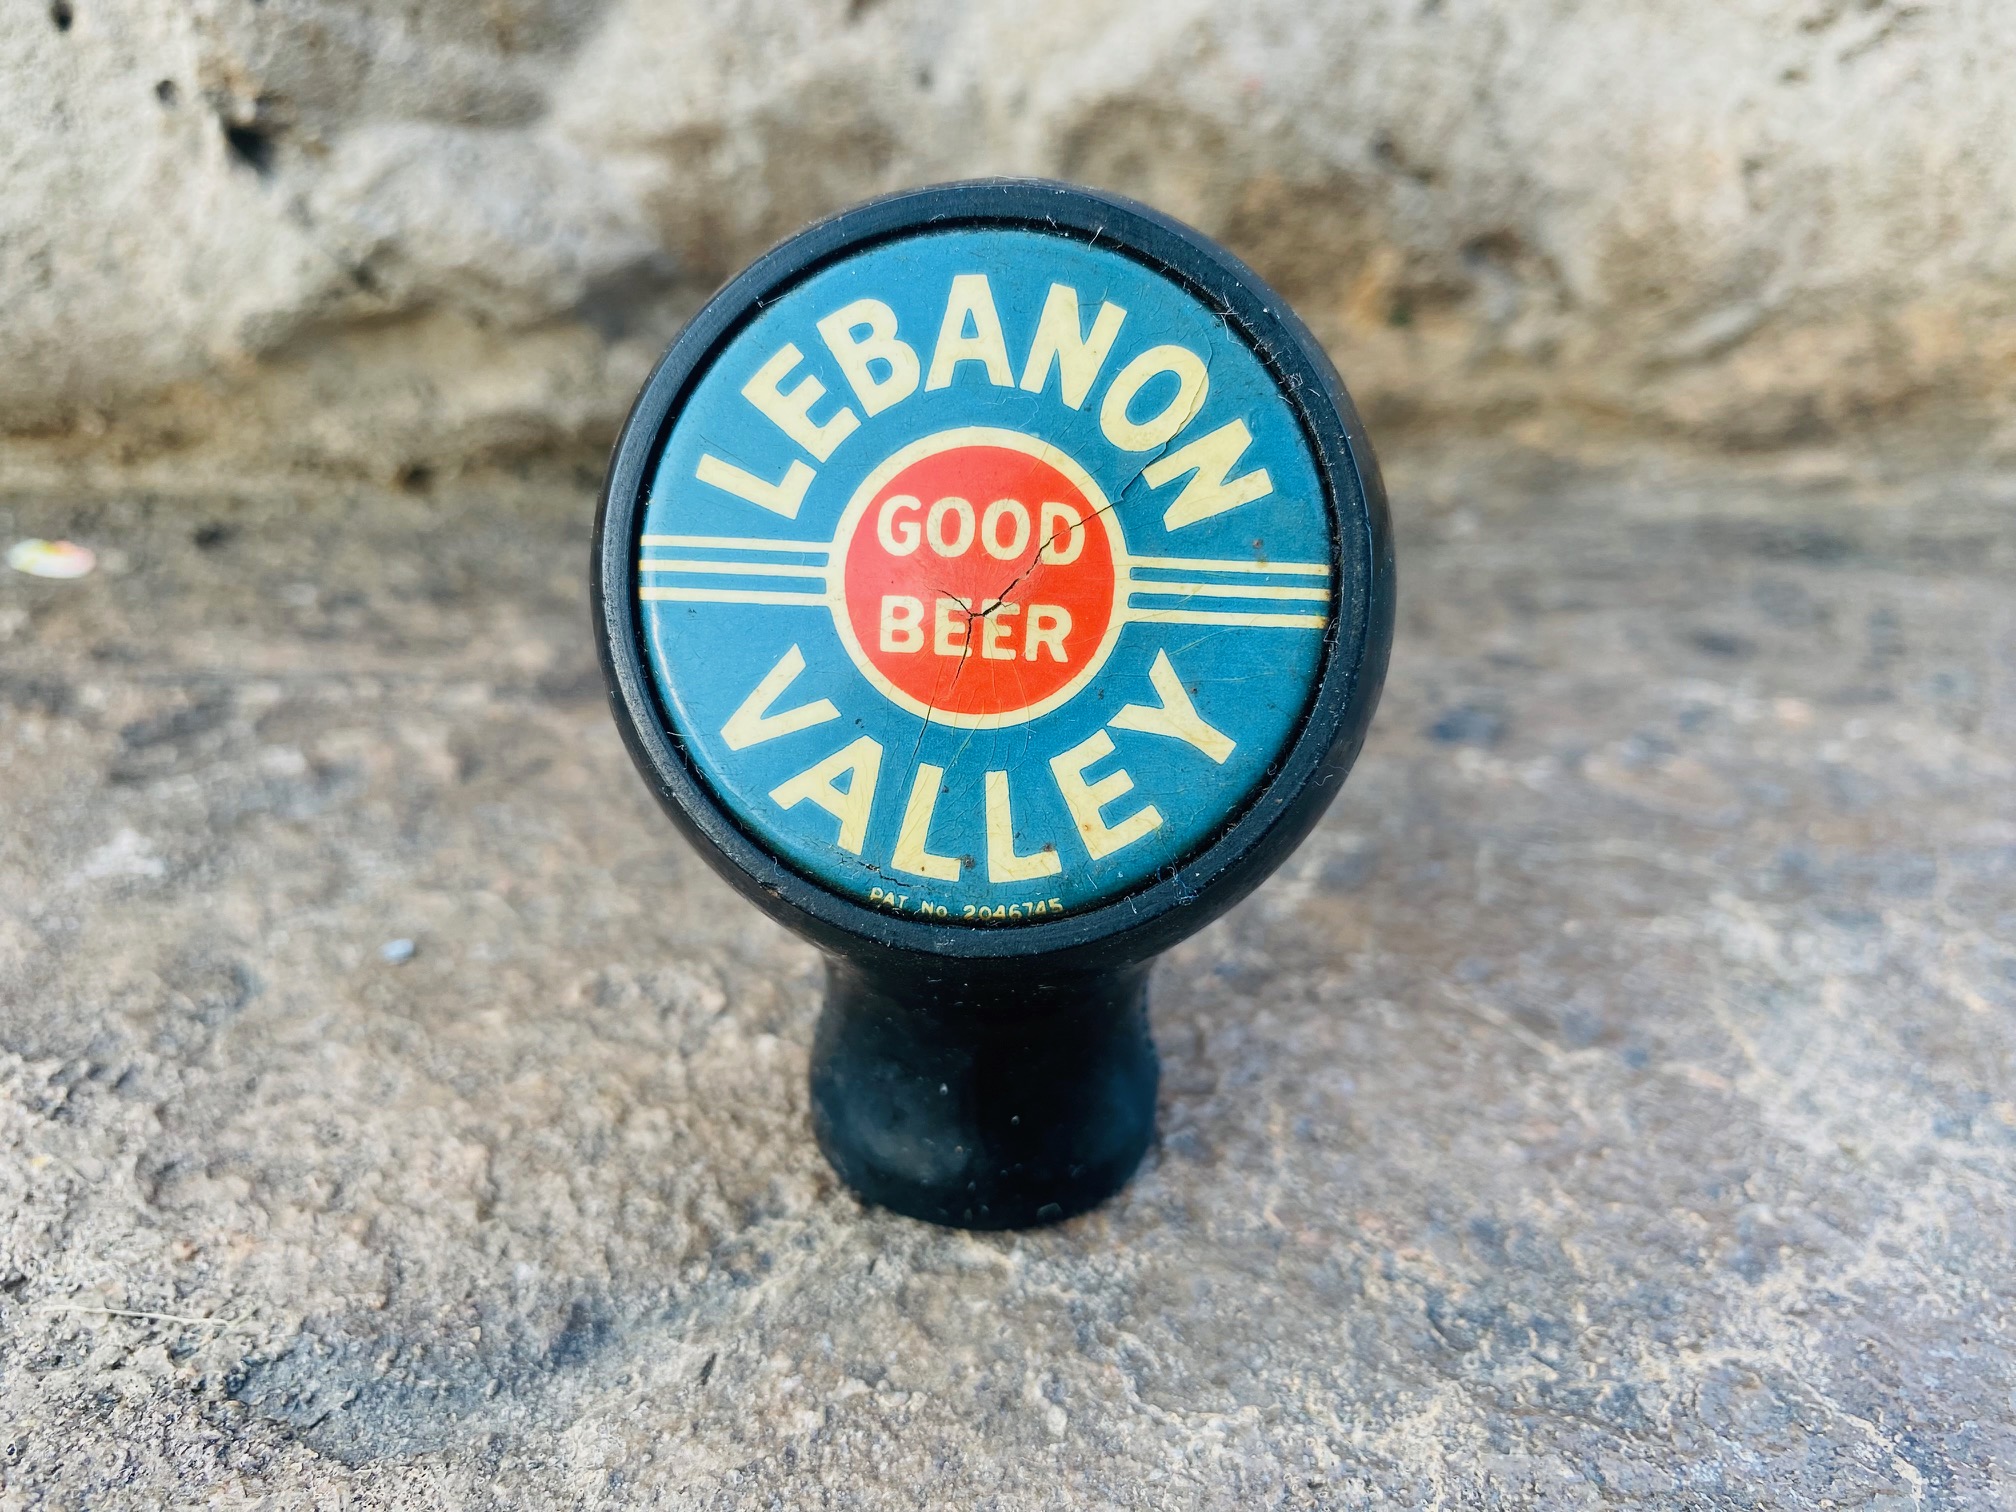 LEBANON
GOOD
BEER
VALLEY
PAT. No. 2046745